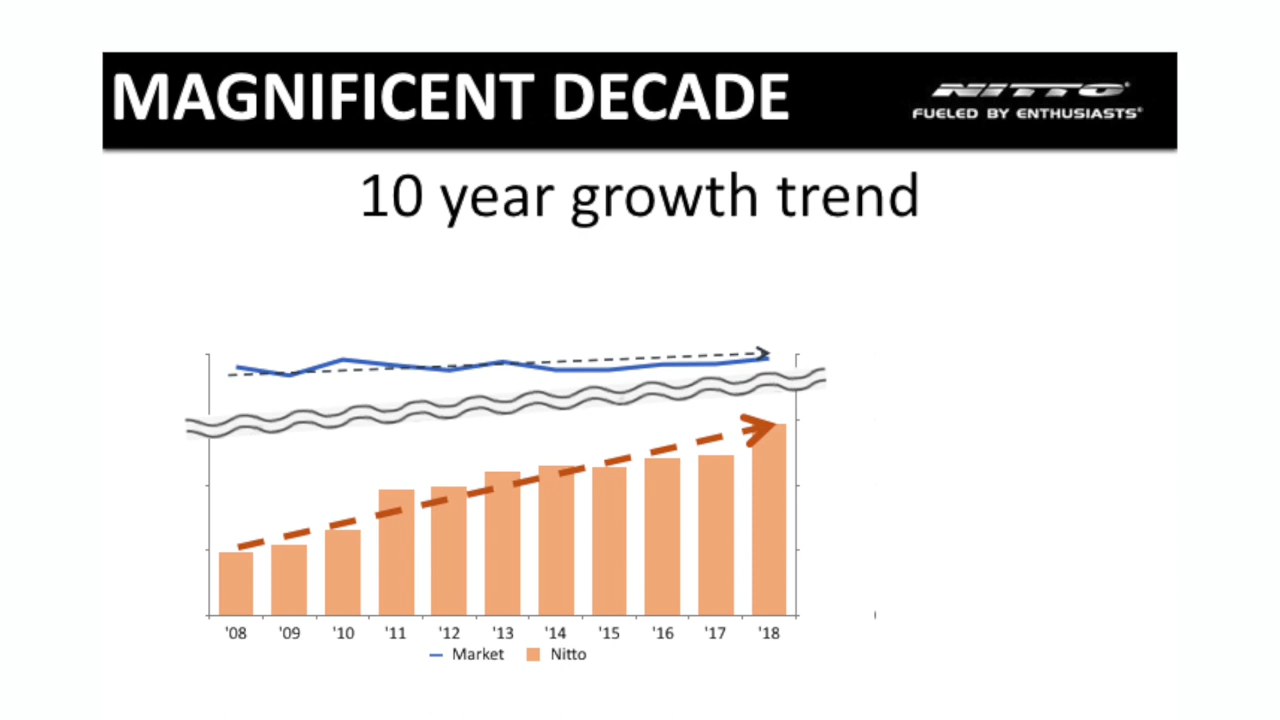 MAGNIFICENT DECADE
NITTO®
FUELED BY ENTHUSIASTS®
10 year growth trend
'08 '09 '10 '11 '12 '13 '14 '15 '16 '17 '18
Market Nitto